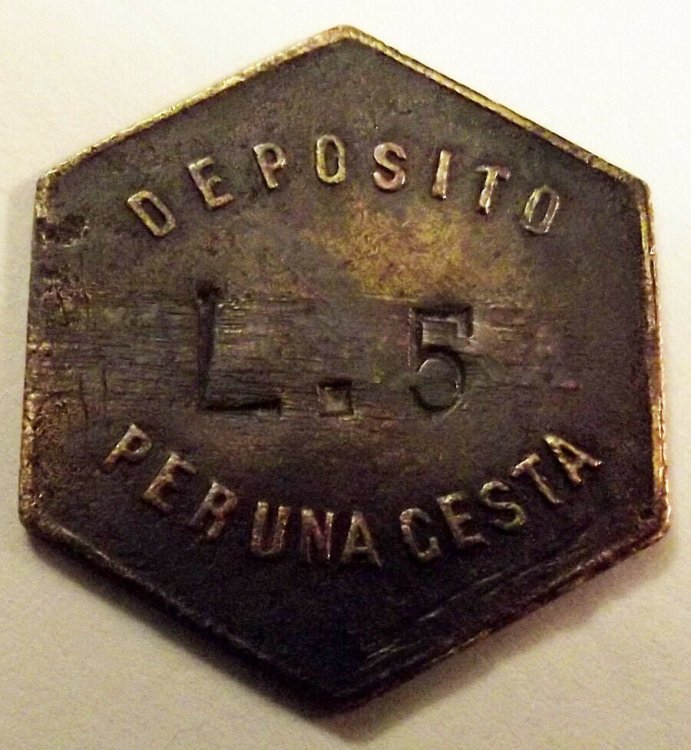 DEPOSITO
L. 5
PER UNA CESTA